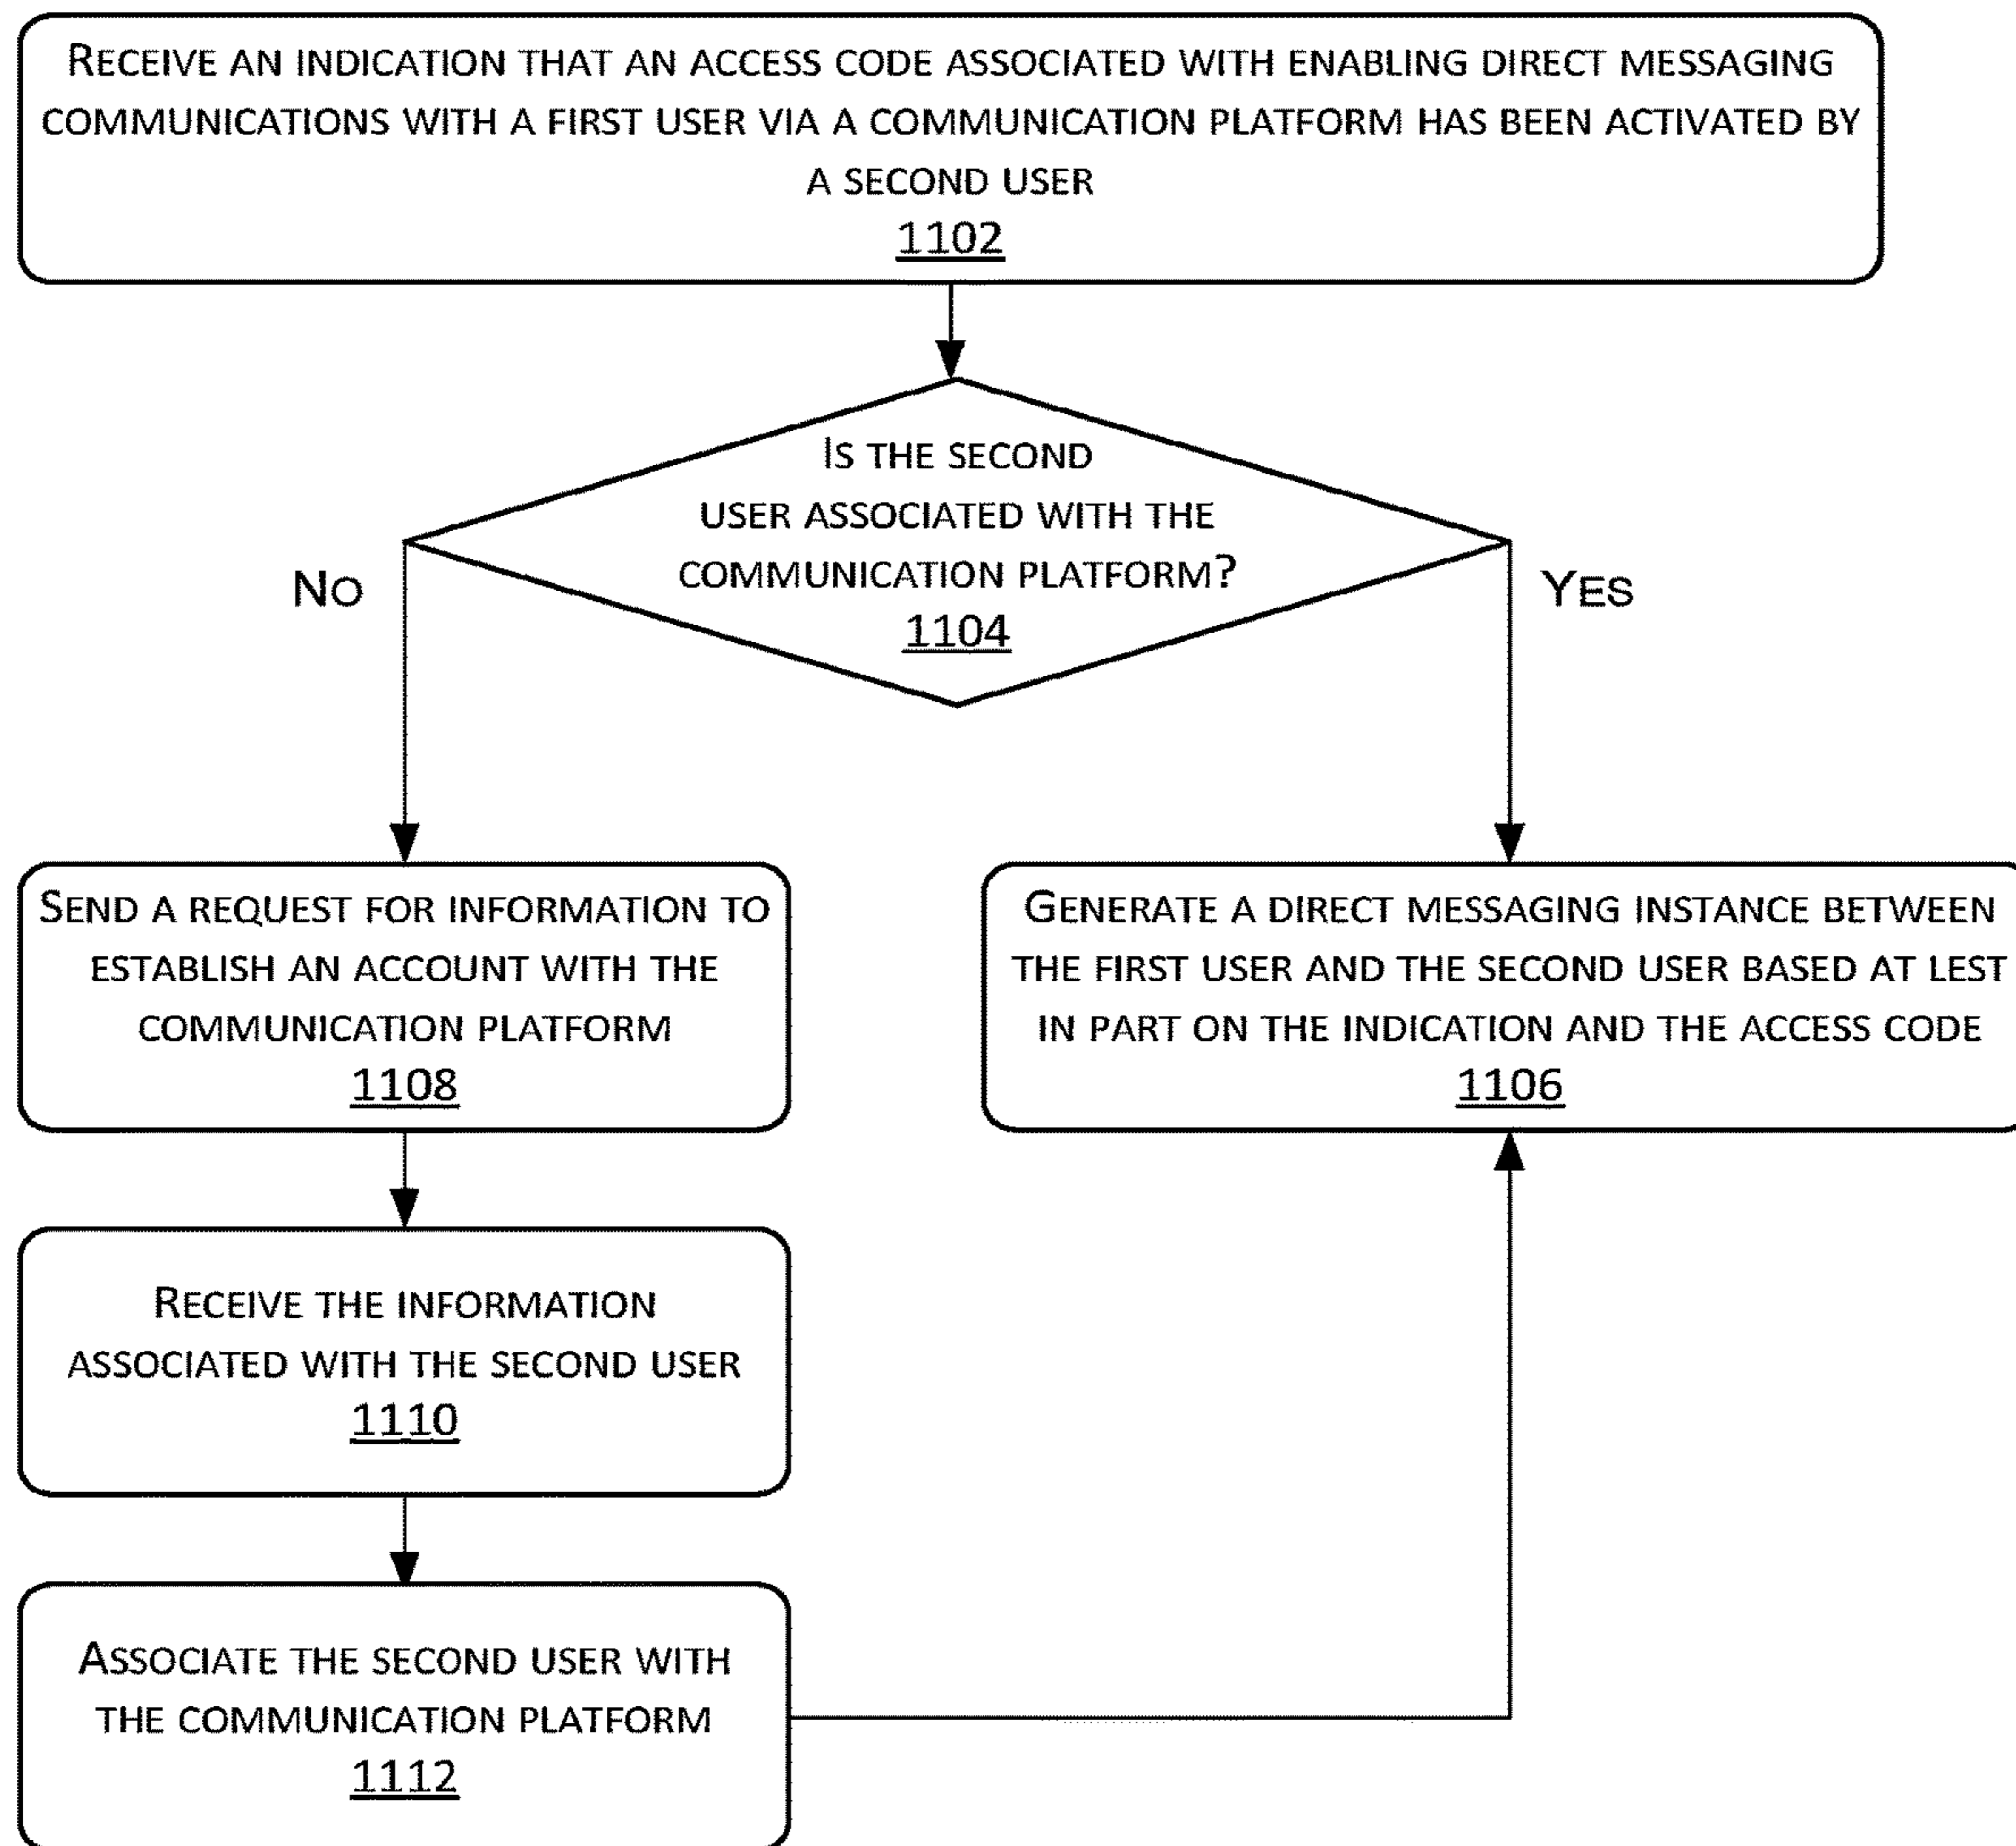 RECEIVE AN INDICATION THAT AN ACCESS CODE ASSOCIATED WITH ENABLING DIRECT MESSAGING
COMMUNICATIONS WITH A FIRST USER VIA A COMMUNICATION PLATFORM HAS BEEN ACTIVATED BY
A SECOND USER
1102
IS THE SECOND
USER ASSOCIATED WITH THE
COMMUNICATION PLATFORM?
1104
NO
YES
SEND A REQUEST FOR INFORMATION TO
ESTABLISH AN ACCOUNT WITH THE
COMMUNICATION PLATFORM
1108
GENERATE A DIRECT MESSAGING INSTANCE BETWEEN
THE FIRST USER AND THE SECOND USER BASED AT LEST
IN PART ON THE INDICATION AND THE ACCESS CODE
1106
RECEIVE THE INFORMATION
ASSOCIATED WITH THE SECOND USER
1110
ASSOCIATE THE SECOND USER WITH
THE COMMUNICATION PLATFORM
1112